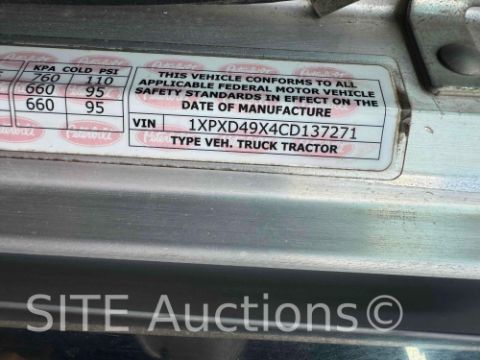 KPA COLD PSI
760 110
660 95
660 95
THIS VEHICLE CONFORMS TO ALL
APPLICABLE FEDERAL MOTOR VEHICLE
SAFETY STANDARDS IN EFFECT ON THE
DATE OF MANUFACTURE
VIN 1XPXD49X4CD137271
TYPE VEH. TRUCK TRACTOR
SITE Auctions©